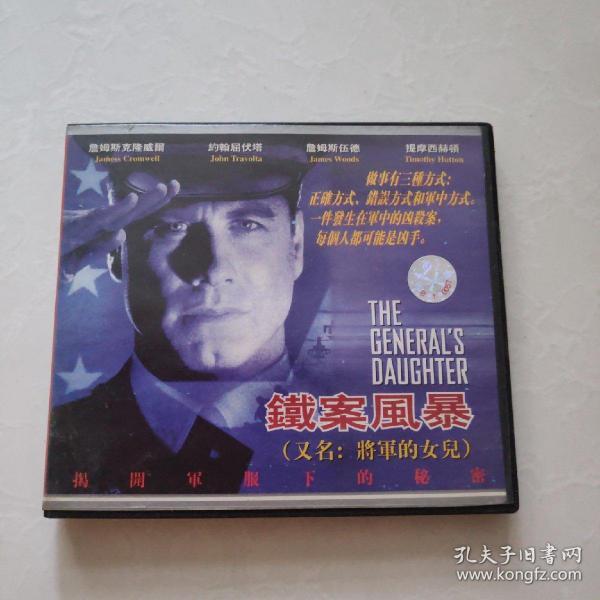 詹姆斯克隆威爾 約翰屈伏塔 詹姆斯伍德 提摩西赫頓
Jamess Cromwell John Travolta James Woods Timothy Hutton
做事有三種方式:
正確方式、錯誤方式和軍中方式。
一件發生在軍中的凶殺案,
每個人都可能是凶手。
THE
GENERAL'S
DAUGHTER
鐵案風暴
(又名: 將軍的女兒)
揭開軍服下的秘密
孔夫子旧书网
www.kongfz.com